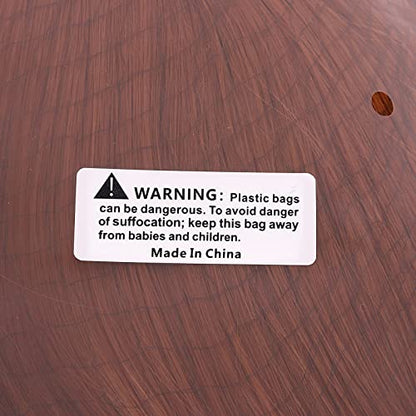 WARNING: Plastic bags
can be dangerous. To avoid danger
of suffocation; keep this bag away
from babies and children.
Made In China